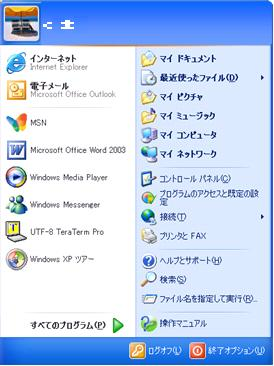 インターネット
Internet Explorer
電子メール
Microsoft Office Outlook
MSN
Microsoft Office Word 2003
Windows Media Player
Windows Messenger
UTF-8 TeraTerm Pro
Windows XP ツアー
すべてのプログラム(P)
マイ ドキュメント
最近使ったファイル(D)
マイ ピクチャ
マイ ミュージック
マイ コンピュータ
マイ ネットワーク
コントロール パネル(C)
プログラムのアクセスと既定の設
定
接続(T)
プリンタと FAX
ヘルプとサポート(H)
検索(S)
ファイル名を指定して実行(R)...
操作マニュアル
ログオフ(L)
終了オプション(U)